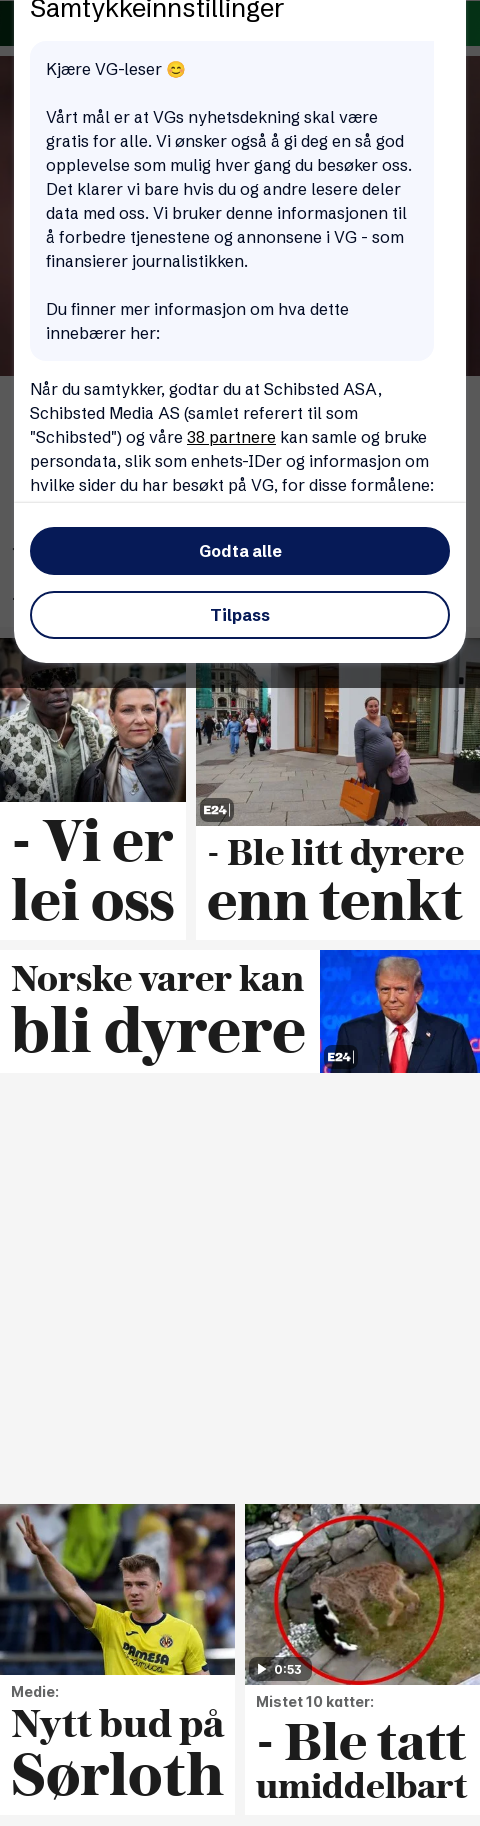 Samtykkeinnstillinger
Kjære VG-leser 😊
Vårt mål er at VGs nyhetsdekning skal være
gratis for alle. Vi ønsker også å gi deg en så god
opplevelse som mulig hver gang du besøker oss.
Det klarer vi bare hvis du og andre lesere deler
data med oss. Vi bruker denne informasjonen til
å forbedre tjenestene og annonsene i VG - som
finansierer journalistikken.
Du finner mer informasjon om hva dette
innebærer her:
Når du samtykker, godtar du at Schibsted ASA,
Schibsted Media AS (samlet referert til som
"Schibsted") og våre 38 partnere kan samle og bruke
persondata, slik som enhets-IDer og informasjon om
hvilke sider du har besøkt på VG, for disse formålene:
Godta alle
Tilpass
- Vi er
lei oss
E24
- Ble litt dyrere
enn tenkt
Norske varer kan
bli dyrere
E24
Medie:
Nytt bud på
Sørloth
0:53
Mistet 10 katter:
- Ble tatt
umiddelbart